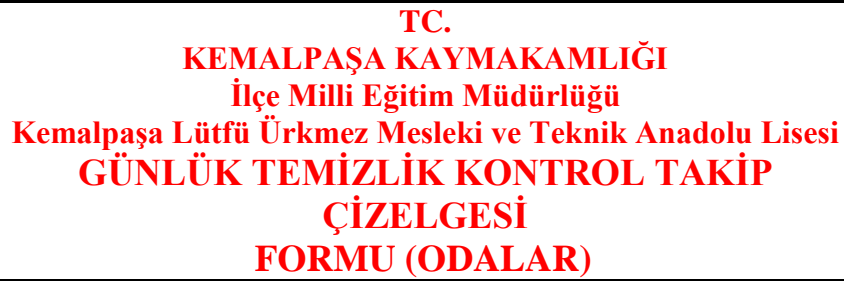 TC.
KEMALPAŞA KAYMAKAMLIĞI
İlçe Milli Eğitim Müdürlüğü
Kemalpaşa Lütfü Ürkmez Mesleki ve Teknik Anadolu Lisesi
GÜNLÜK TEMİZLİK KONTROL TAKİP
ÇİZELGESİ
FORMU (ODALAR)